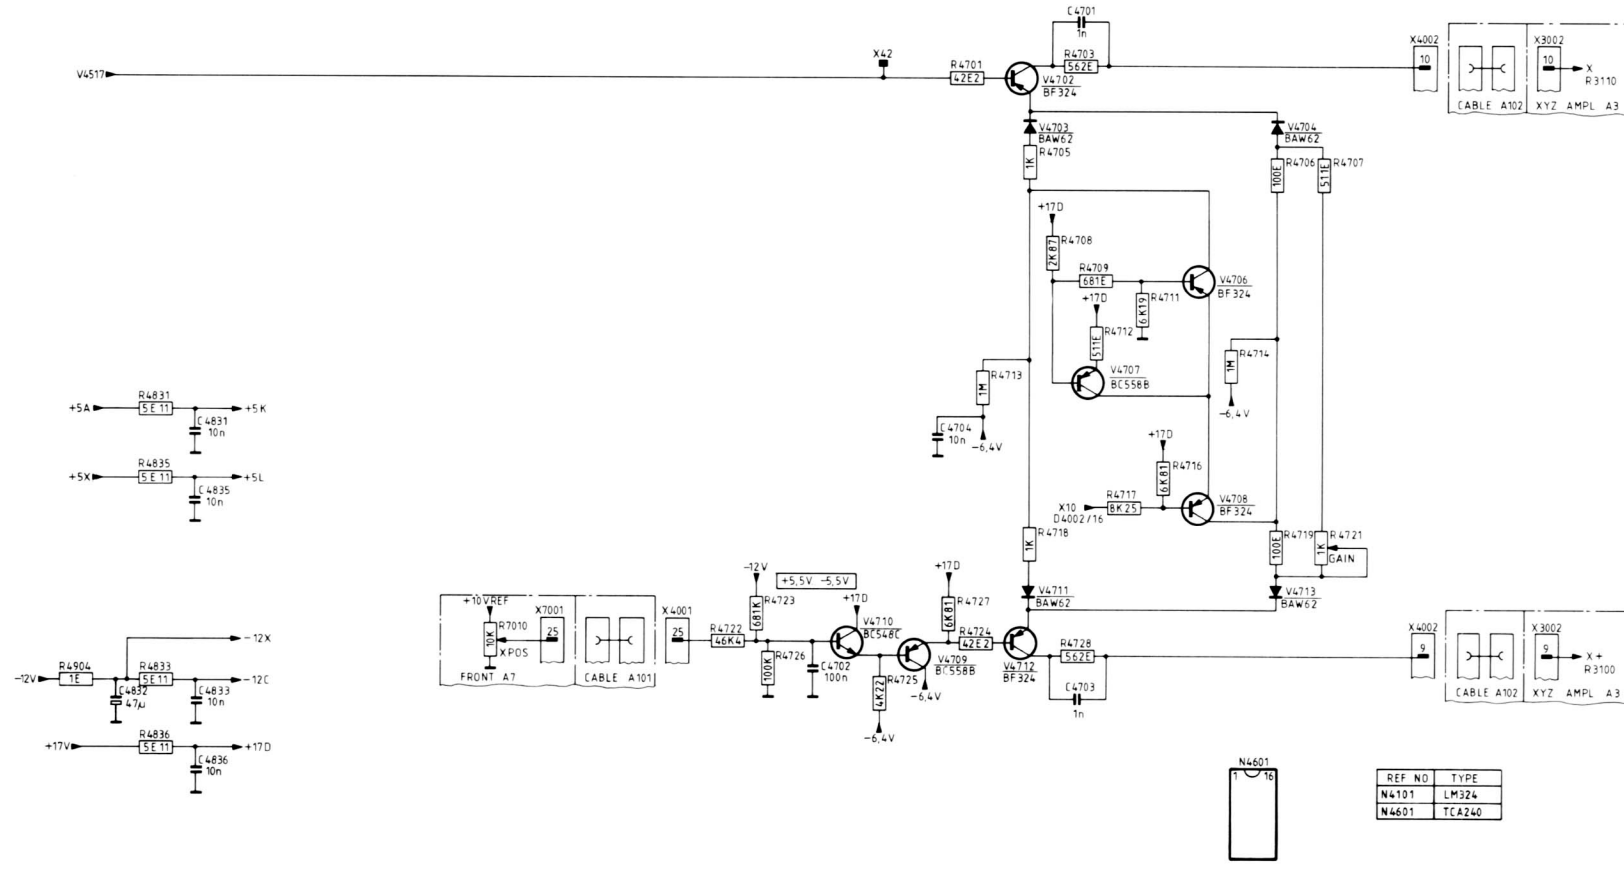 C4701
1n
X42
R4701
42E2
R4703
562E
V4517
V4702
BF324
X4002
10
X3002
10
X
R3110
CABLE A102
XYZ AMPL A3
V4703
BAW62
R4705
1K
V4704
BAW62
R4706
100E
R4707
511E
+17D
R4708
2K87
R4709
681E
V4706
BF324
+17D
R4711
6K19
R4712
511E
V4707
BC558B
R4713
1M
R4714
1M
-6,4V
C4704
10n
-6,4V
R4831
+5A
5E11
+5K
C4831
10n
R4835
+5X
5E11
+5L
C4835
10n
+17D
R4716
6K81
R4717
X10
8K25
D4002/16
V4708
BF324
R4718
1K
R4719
100E
R4721
1K
GAIN
-12V
+5,5V -5,5V
+17D
+17D
V4711
BAW62
V4713
BAW62
+10VREF
R7010
10K
XPOS
X7001
25
FRONT A7
CABLE A101
X4001
25
R4722
46K4
R4723
681K
R4726
100K
C4702
100n
V4710
BC548C
R4725
4K22
-6,4V
V4709
BC558B
-6,4V
R4727
6K81
R4724
42E2
V4712
BF324
R4728
562E
C4703
1n
X4002
9
X3002
9
X+
R3100
CABLE A102
XYZ AMPL A3
-12X
R4904
-12V
1E
R4833
5E11
-12C
C4832
47µ
C4833
10n
R4836
+17V
5E11
+17D
C4836
10n
N4601
1 16
REF NO TYPE
N4101 LM324
N4601 TCA240